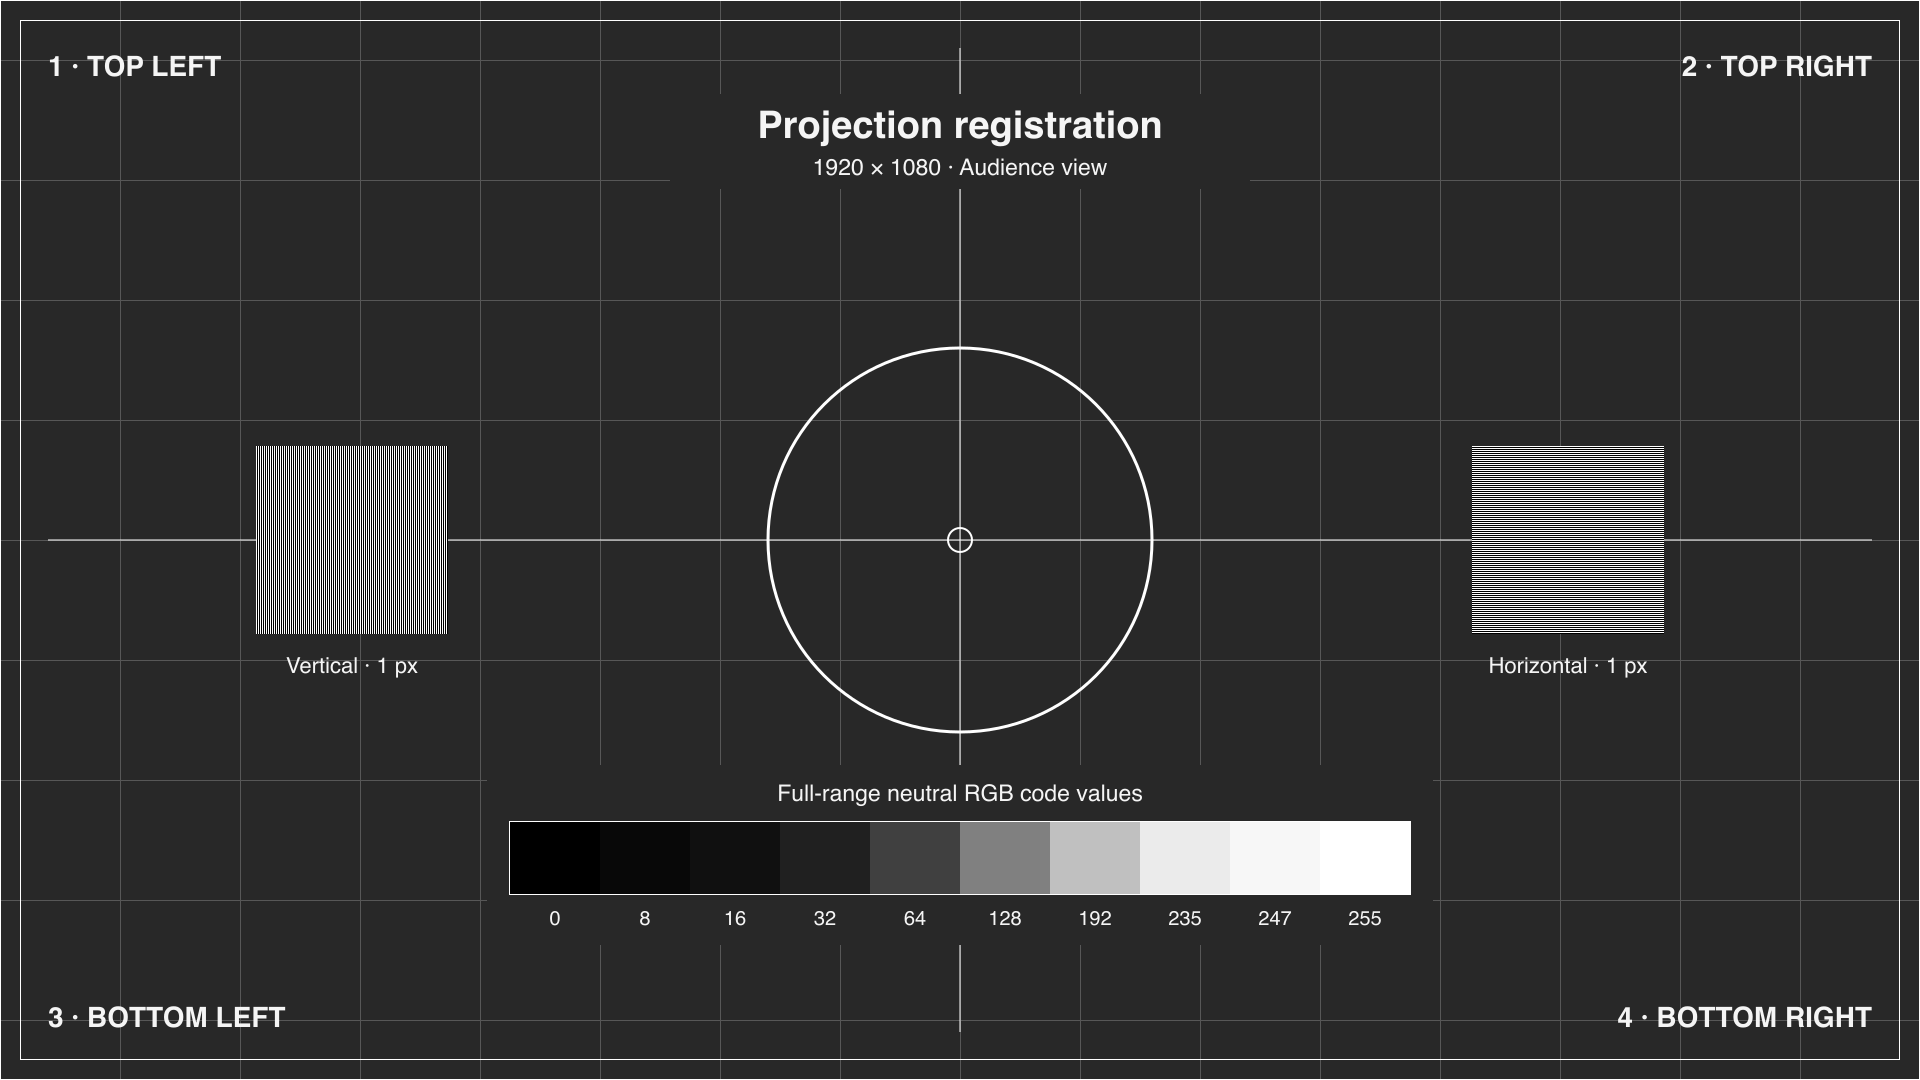 1 · TOP LEFT
2 · TOP RIGHT
Projection registration
1920 × 1080 · Audience view
Vertical · 1 px
Horizontal · 1 px
Full-range neutral RGB code values
0 8 16 32 64 128 192 235 247 255
3 · BOTTOM LEFT
4 · BOTTOM RIGHT